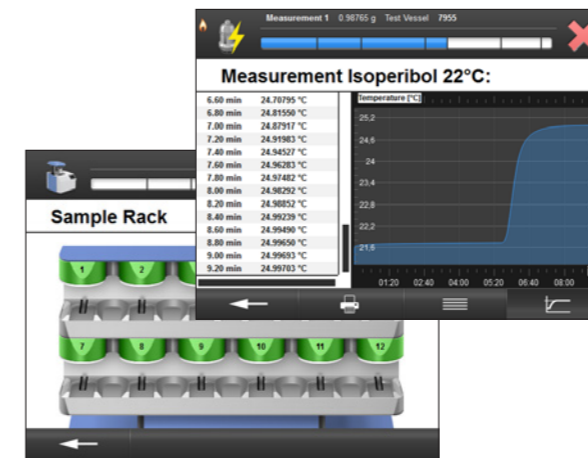 Measurement 1 0.98765 g Test Vessel 7955
Measurement Isoperibol 22°C:
6.60 min 24.70795 °C
6.80 min 24.81550 °C
7.00 min 24.87917 °C
7.20 min 24.91983 °C
7.40 min 24.94527 °C
7.60 min 24.96283 °C
7.80 min 24.97482 °C
8.00 min 24.98292 °C
8.20 min 24.98852 °C
8.40 min 24.99239 °C
8.60 min 24.99490 °C
8.80 min 24.99650 °C
9.00 min 24.99693 °C
9.20 min 24.99703 °C
Temperature [°C]
25,2
24,6
24
23,4
22,8
22,2
21,6
01:20 02:40 04:00 05:20 06:40 08:00
Sample Rack
1 2
7 8 9 10 11 12